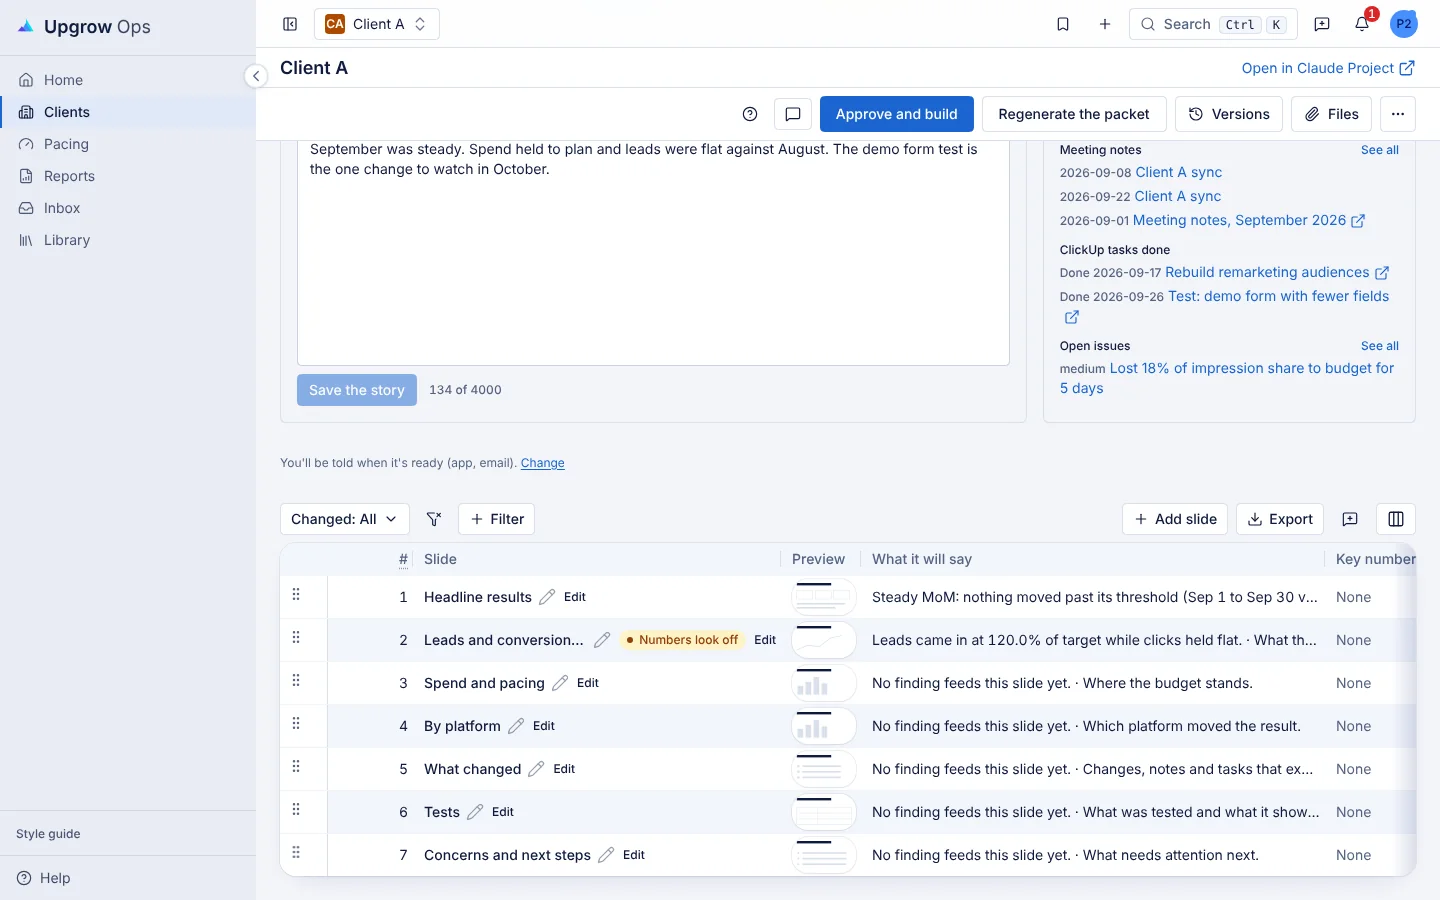 Upgrow Ops
CA Client A
Search Ctrl K
1
P2
Home
Clients
Pacing
Reports
Inbox
Library
Style guide
Help
Client A
Open in Claude Project
Approve and build
Regenerate the packet
Versions
Files
September was steady. Spend held to plan and leads were flat against August. The demo form test is
the one change to watch in October.
Save the story
134 of 4000
Meeting notes
See all
2026-09-08 Client A sync
2026-09-22 Client A sync
2026-09-01 Meeting notes, September 2026
ClickUp tasks done
Done 2026-09-17 Rebuild remarketing audiences
Done 2026-09-26 Test: demo form with fewer fields
Open issues
See all
medium Lost 18% of impression share to budget for
5 days
You'll be told when it's ready (app, email). Change
Changed: All
Filter
Add slide
Export
# Slide Preview What it will say Key number
1 Headline results Edit Steady MoM: nothing moved past its threshold (Sep 1 to Sep 30 v... None
2 Leads and conversion... Numbers look off Edit Leads came in at 120.0% of target while clicks held flat. · What th... None
3 Spend and pacing Edit No finding feeds this slide yet. · Where the budget stands. None
4 By platform Edit No finding feeds this slide yet. · Which platform moved the result. None
5 What changed Edit No finding feeds this slide yet. · Changes, notes and tasks that ex... None
6 Tests Edit No finding feeds this slide yet. · What was tested and what it show... None
7 Concerns and next steps Edit No finding feeds this slide yet. · What needs attention next. None